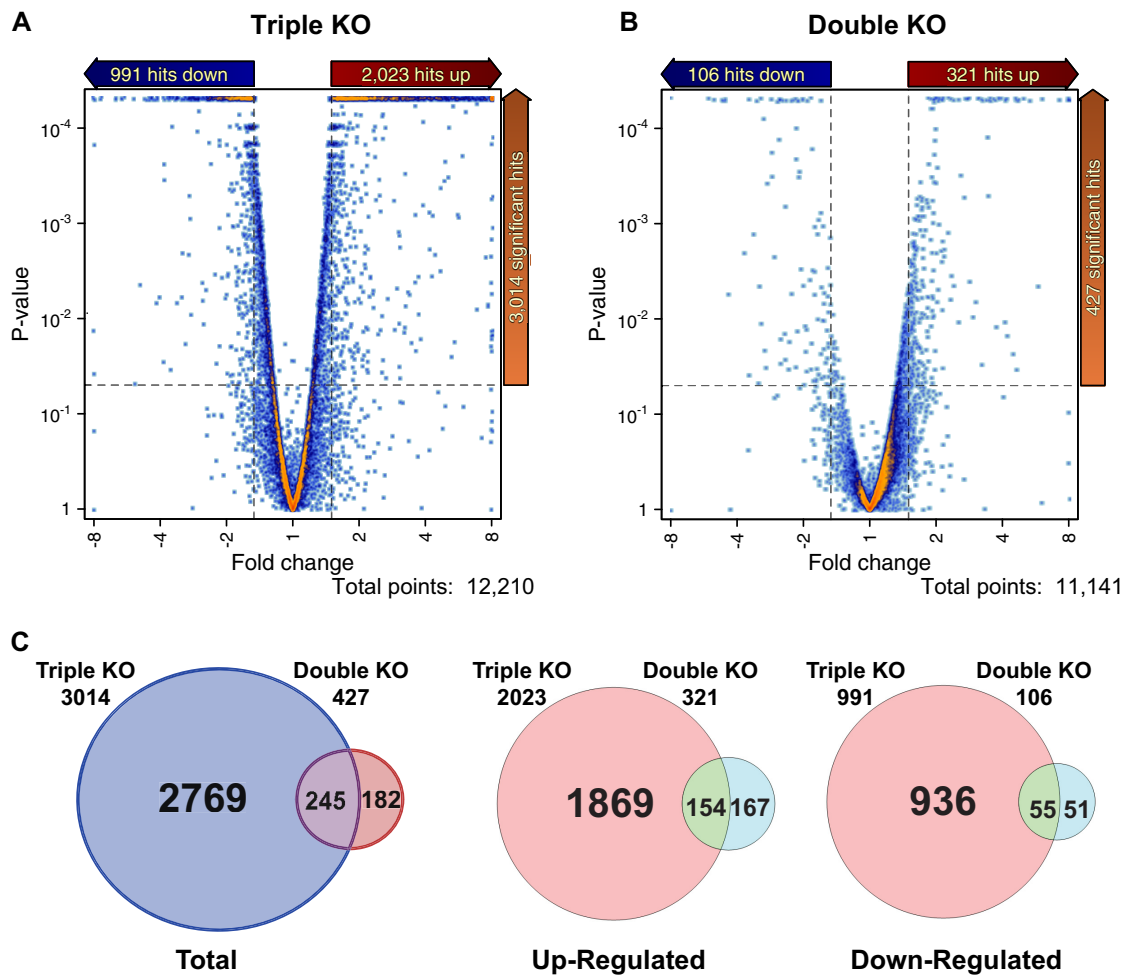 A
Triple KO
991 hits down
2,023 hits up
3,014 significant hits
P-value
10-4
10-3
10-2
10-1
1
-8
-4
-2
1
2
4
8
Fold change
Total points: 12,210
B
Double KO
106 hits down
321 hits up
427 significant hits
P-value
10-4
10-3
10-2
10-1
1
-8
-4
-2
1
2
4
8
Fold change
Total points: 11,141
C
Triple KO
3014
Double KO
427
2769
245
182
Total
Triple KO
2023
Double KO
321
1869
154
167
Up-Regulated
Triple KO
991
Double KO
106
936
55
51
Down-Regulated